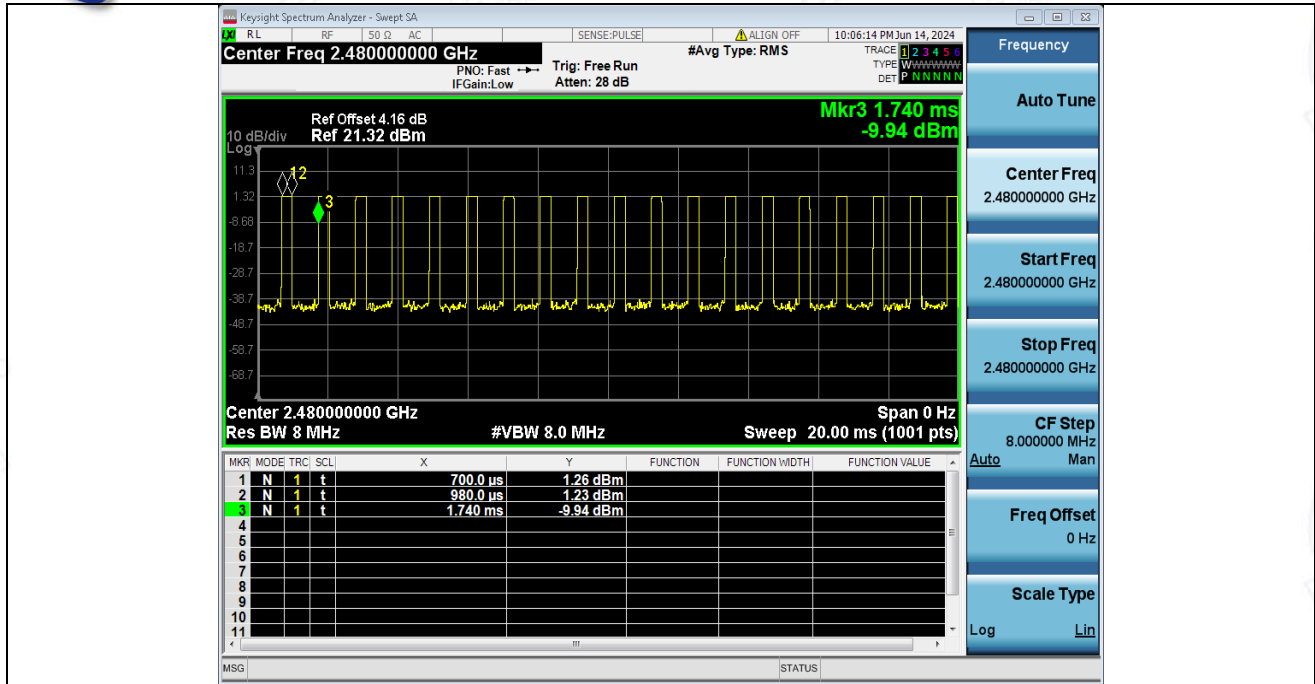 Keysight Spectrum Analyzer - Swept SA
LXI RL RF 50 Ω AC SENSE:PULSE ALIGN OFF 10:06:14 PM Jun 14, 2024
Center Freq 2.480000000 GHz
PNO: Fast
IFGain:Low
Trig: Free Run
Atten: 28 dB
#Avg Type: RMS
TRACE 1 2 3 4 5 6
TYPE WWWWWW
DET P NNNNN
Ref Offset 4.16 dB
10 dB/div Ref 21.32 dBm
Log
Mkr3 1.740 ms
-9.94 dBm
11.3
1.32
-8.68
-18.7
-28.7
-38.7
-48.7
-58.7
-68.7
1 2
3
Center 2.480000000 GHz Span 0 Hz
Res BW 8 MHz #VBW 8.0 MHz Sweep 20.00 ms (1001 pts)
MKR MODE TRC SCL X Y FUNCTION FUNCTION WIDTH FUNCTION VALUE
1 N 1 t 700.0 µs 1.26 dBm
2 N 1 t 980.0 µs 1.23 dBm
3 N 1 t 1.740 ms -9.94 dBm
4
5
6
7
8
9
10
11
MSG STATUS
Frequency
Auto Tune
Center Freq
2.480000000 GHz
Start Freq
2.480000000 GHz
Stop Freq
2.480000000 GHz
CF Step
8.000000 MHz
Auto Man
Freq Offset
0 Hz
Scale Type
Log Lin